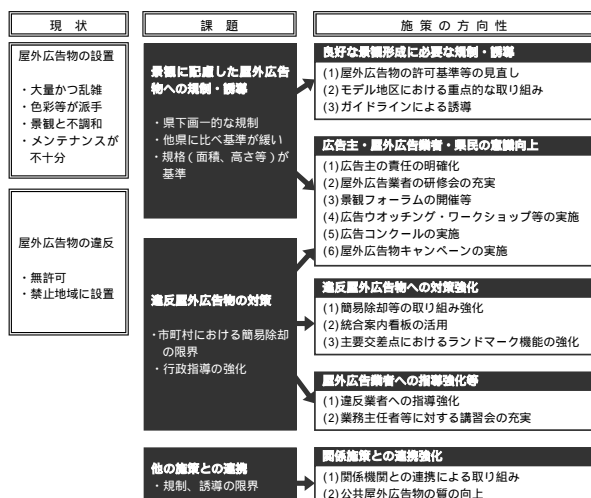 現 状
屋外広告物の設置
・大量かつ乱雑
・色彩等が派手
・景観と不調和
・メンテナンスが
不十分
屋外広告物の違反
・無許可
・禁止地域に設置
課 題
景観に配慮した屋外広告
物への規制・誘導
・県下画一的な規制
・他県に比べ基準が緩い
・規格(面積、高さ等)が
基準
違反屋外広告物の対策
・市町村における簡易除却
の限界
・行政指導の強化
他の施策との連携
・規制、誘導の限界
施 策 の 方 向 性
良好な景観形成に必要な規制・誘導
(1)屋外広告物の許可基準等の見直し
(2)モデル地区における重点的な取り組み
(3)ガイドラインによる誘導
広告主・屋外広告業者・県民の意識向上
(1)広告主の責任の明確化
(2)屋外広告業者の研修会の充実
(3)景観フォーラムの開催等
(4)広告ウオッチング・ワークショップ等の実施
(5)広告コンクールの実施
(6)屋外広告物キャンペーンの実施
違反屋外広告物への対策強化
(1)簡易除却等の取り組み強化
(2)統合案内看板の活用
(3)主要交差点におけるランドマーク機能の強化
屋外広告業者への指導強化等
(1)違反業者への指導強化
(2)業務主任者等に対する講習会の充実
関係施策との連携強化
(1)関係機関との連携による取り組み
(2)公共屋外広告物の質の向上